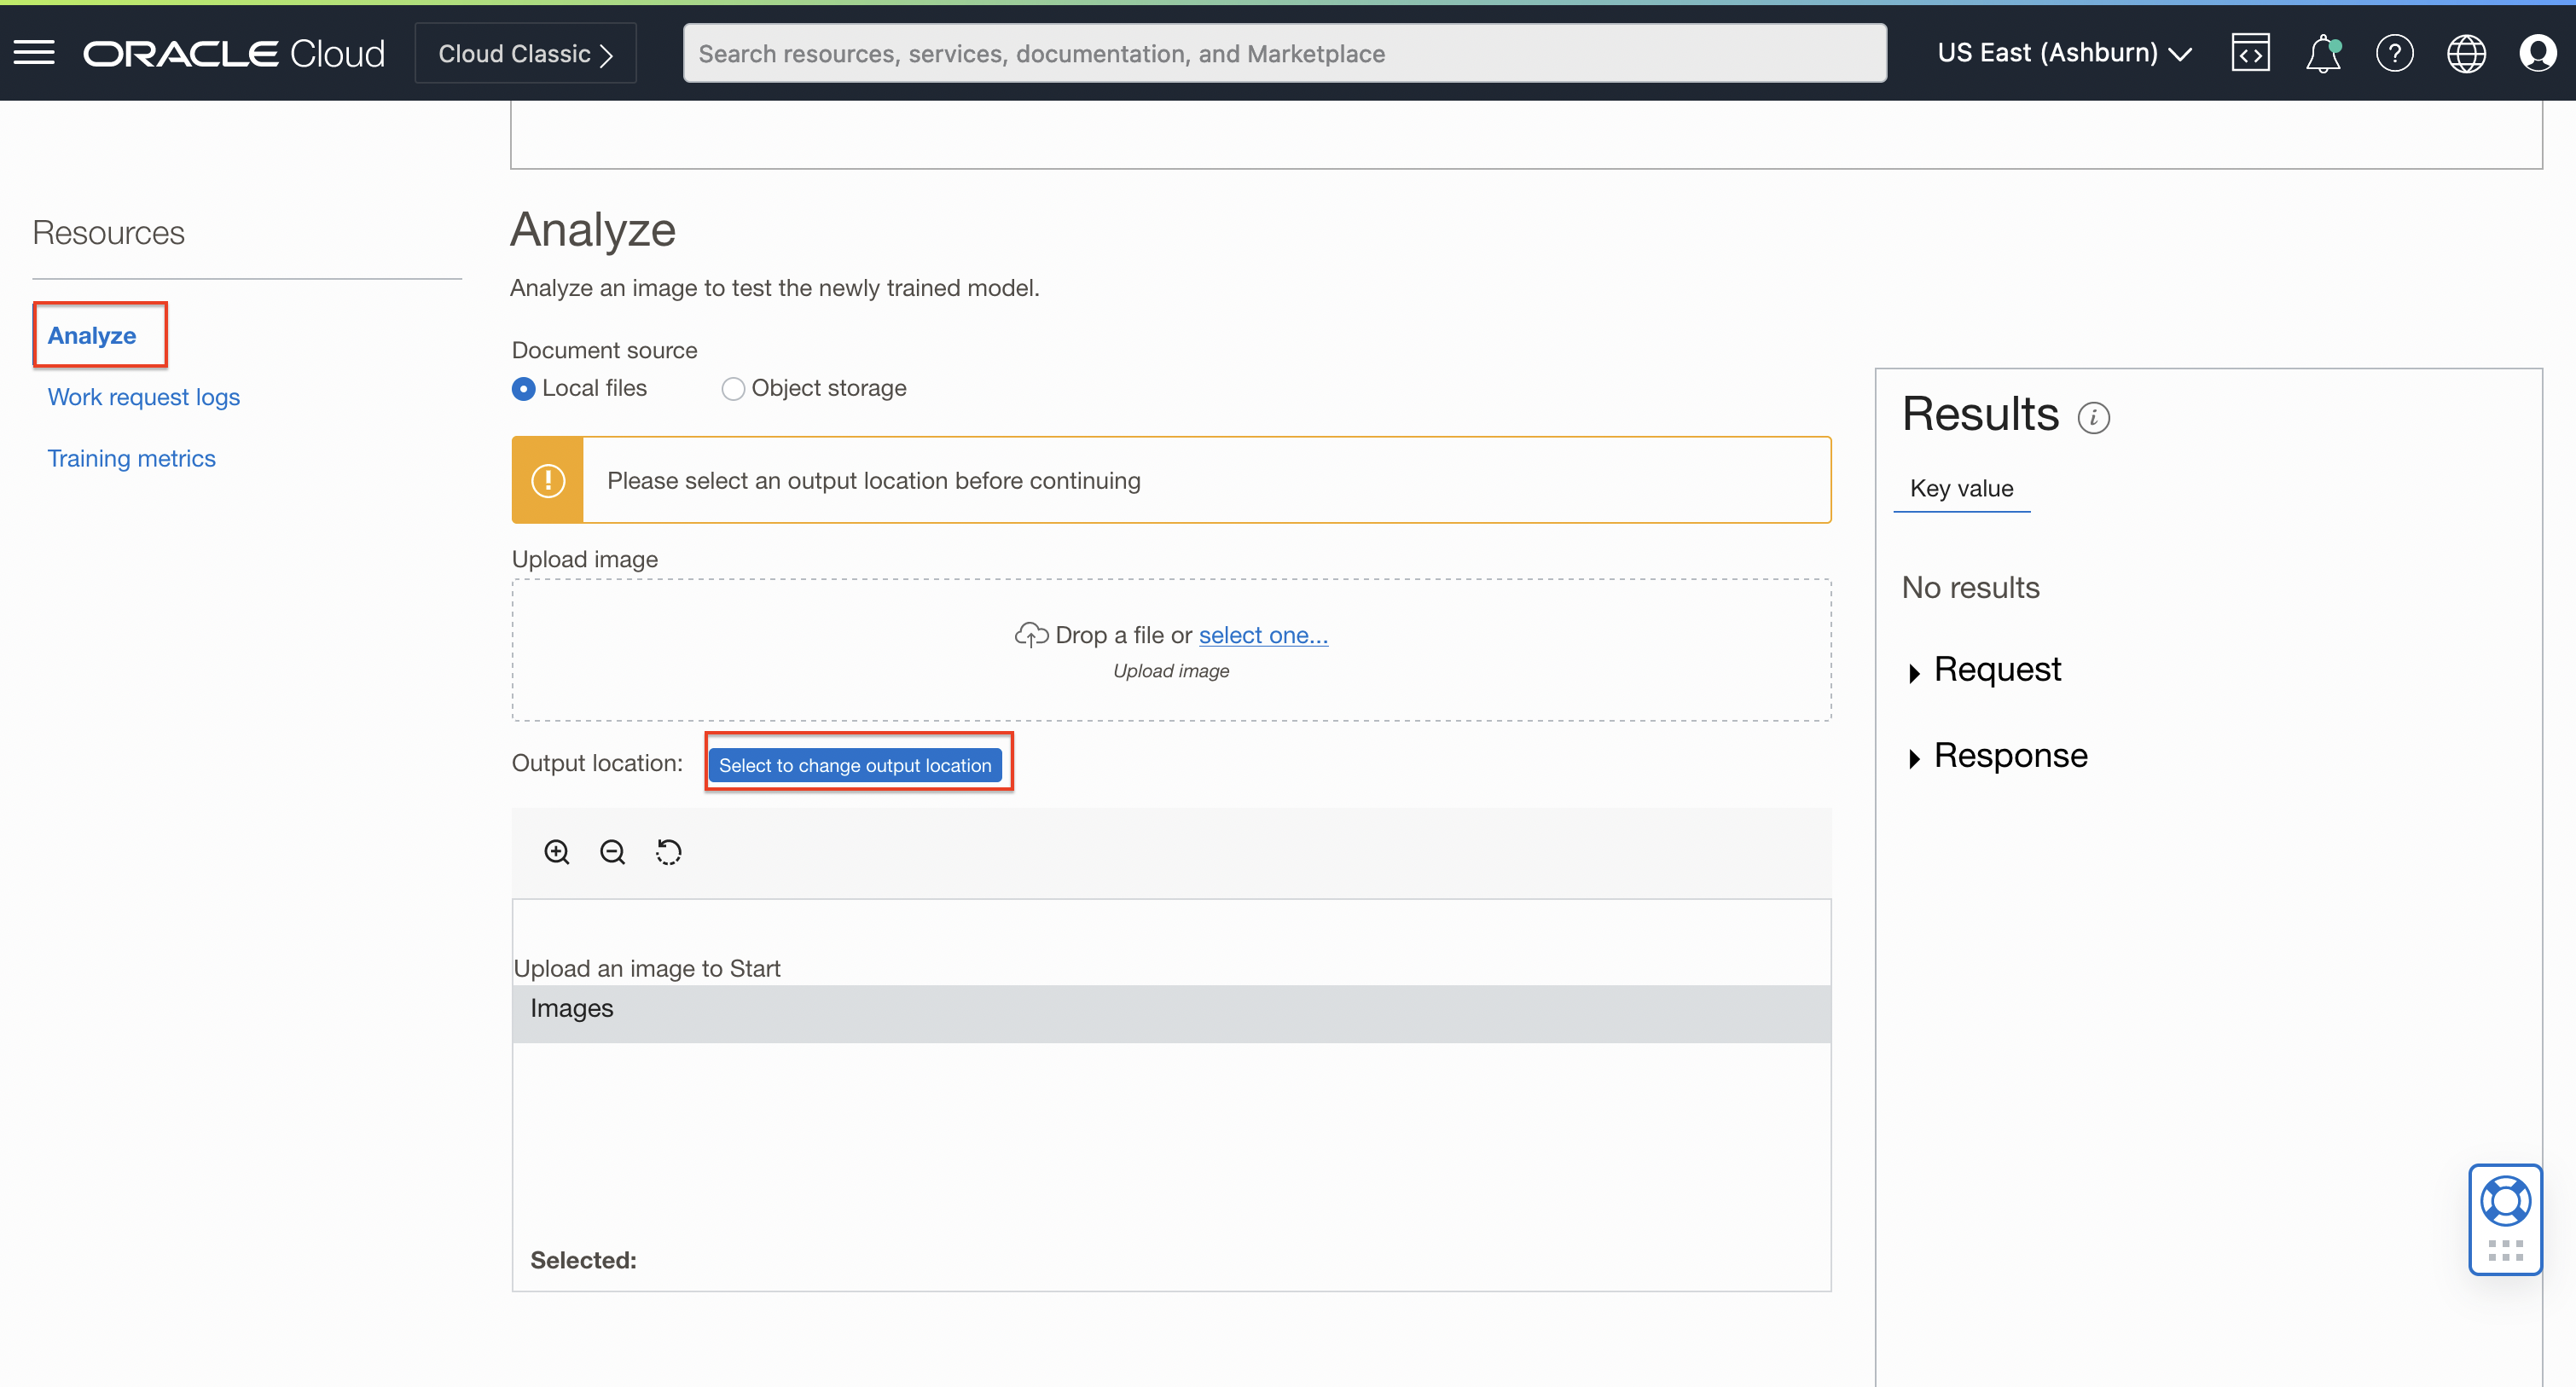 ORACLE Cloud
Cloud Classic
Search resources, services, documentation, and Marketplace
US East (Ashburn)
Resources
Analyze
Work request logs
Training metrics
Analyze
Analyze an image to test the newly trained model.
Document source
Local files
Object storage
Please select an output location before continuing
Upload image
Drop a file or select one...
Upload image
Output location:
Select to change output location
Upload an image to Start
Images
Selected:
Results
Key value
No results
Request
Response